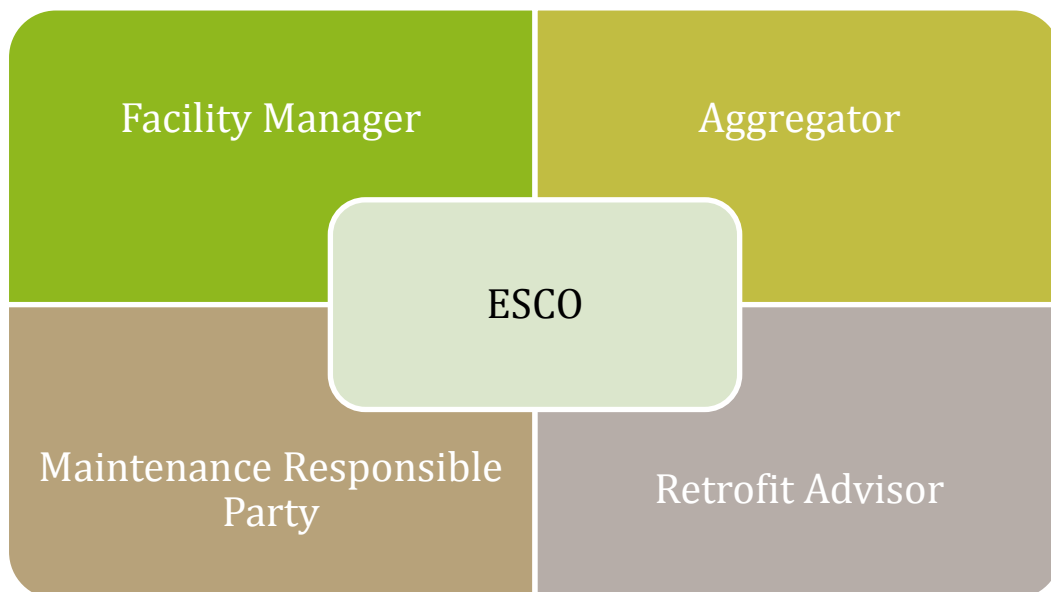 Facility Manager
Aggregator
ESCO
Maintenance Responsible
Party
Retrofit Advisor